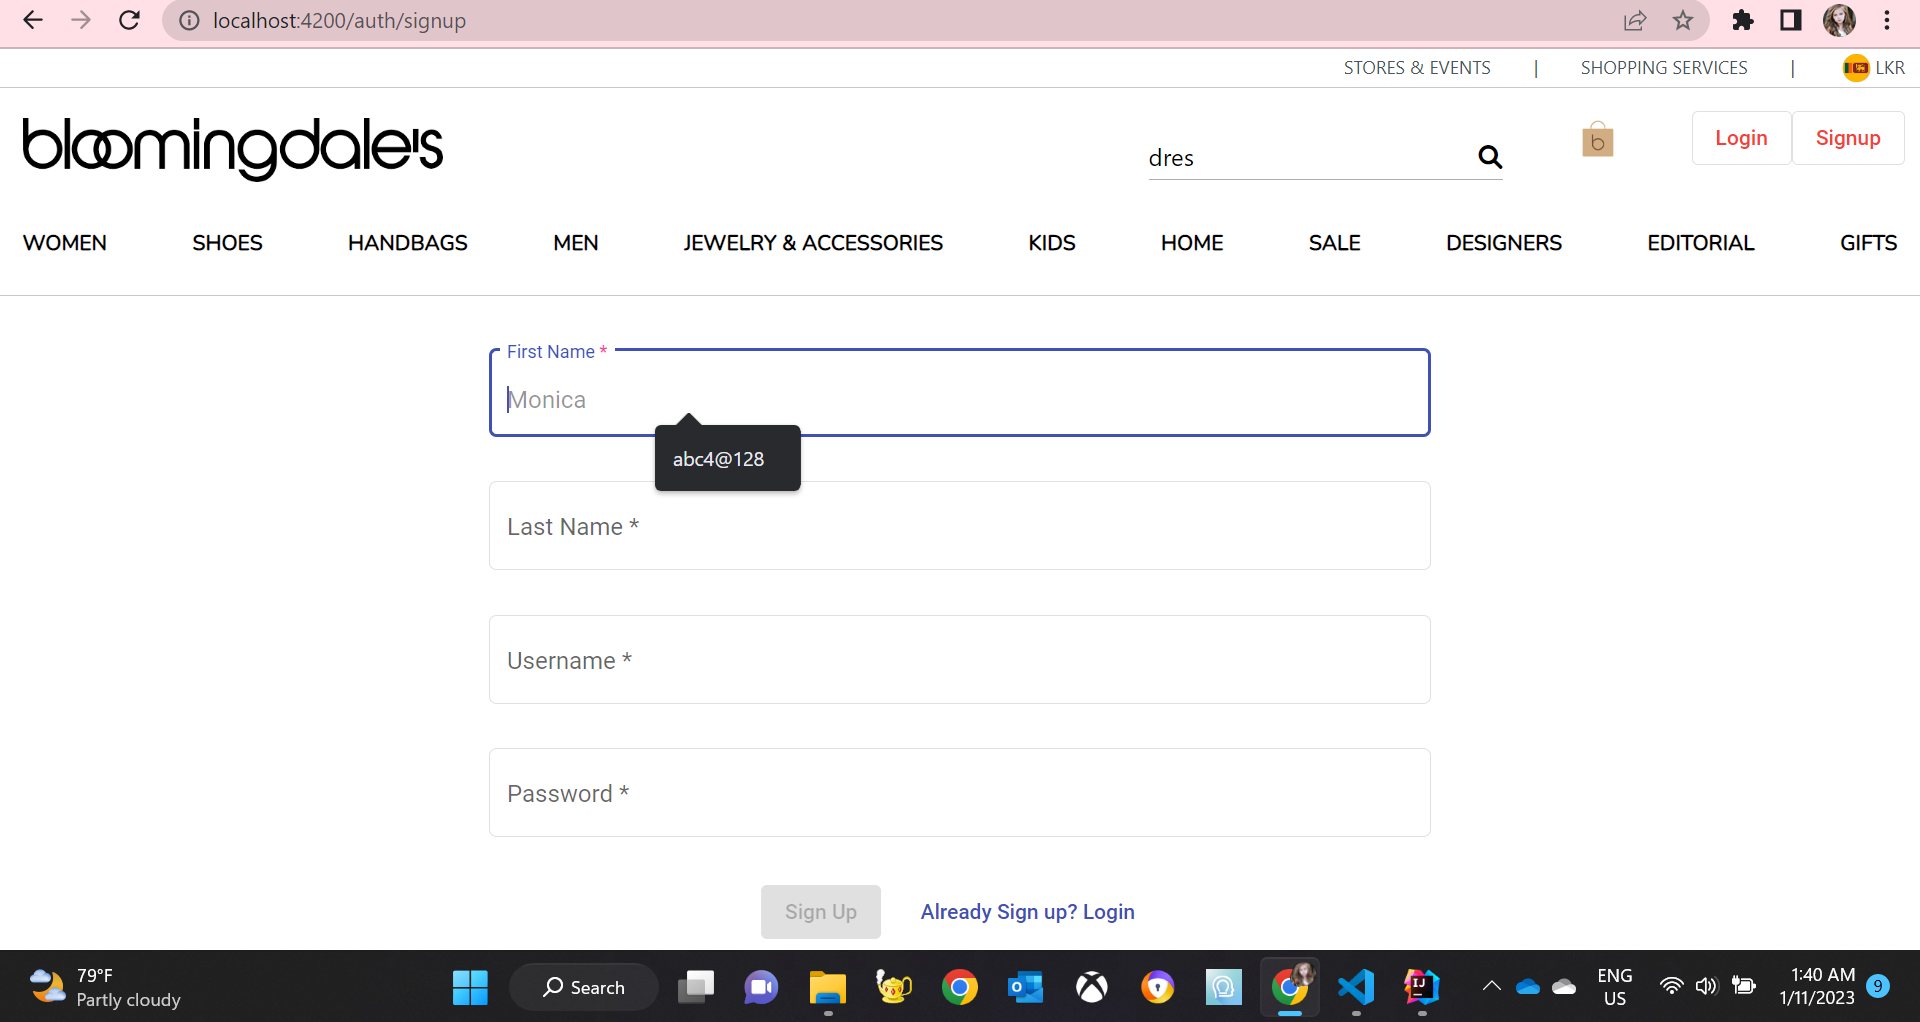 localhost:4200/auth/signup
STORES & EVENTS | SHOPPING SERVICES | LKR
bloomingdale's
dres
b
Login Signup
WOMEN SHOES HANDBAGS MEN JEWELRY & ACCESSORIES KIDS HOME SALE DESIGNERS EDITORIAL GIFTS
First Name *
Monica
abc4@128
Last Name *
Username *
Password *
Sign Up Already Sign up? Login
79°F
Partly cloudy
Search
O
IJ
ENG
US
1:40 AM
1/11/2023
9